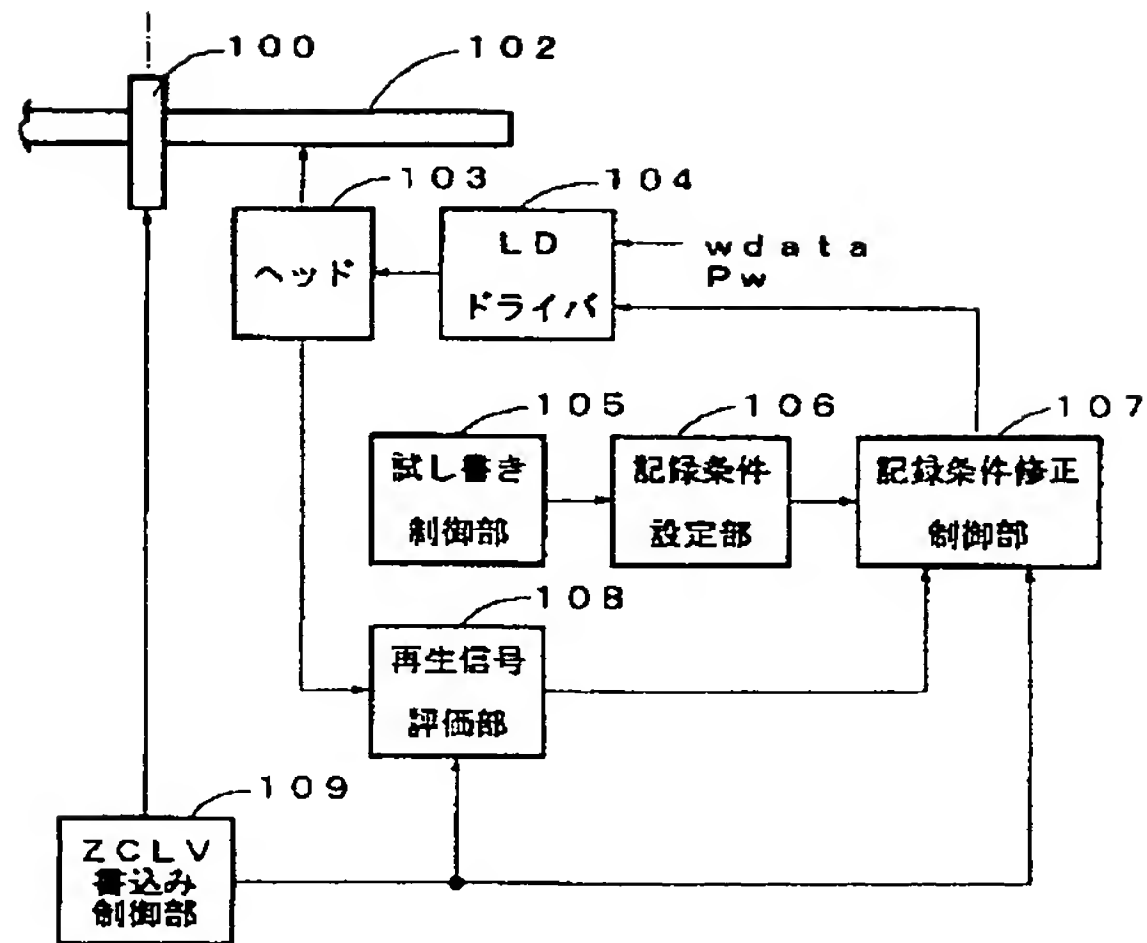 １００
１０２
１０３
１０４
ヘッド
ＬＤ
ドライバ
ｗｄａｔａ
Ｐｗ
１０５
１０６
１０７
試し書き
制御部
記録条件
設定部
記録条件修正
制御部
１０８
再生信号
評価部
１０９
ＺＣＬＶ
書込み
制御部